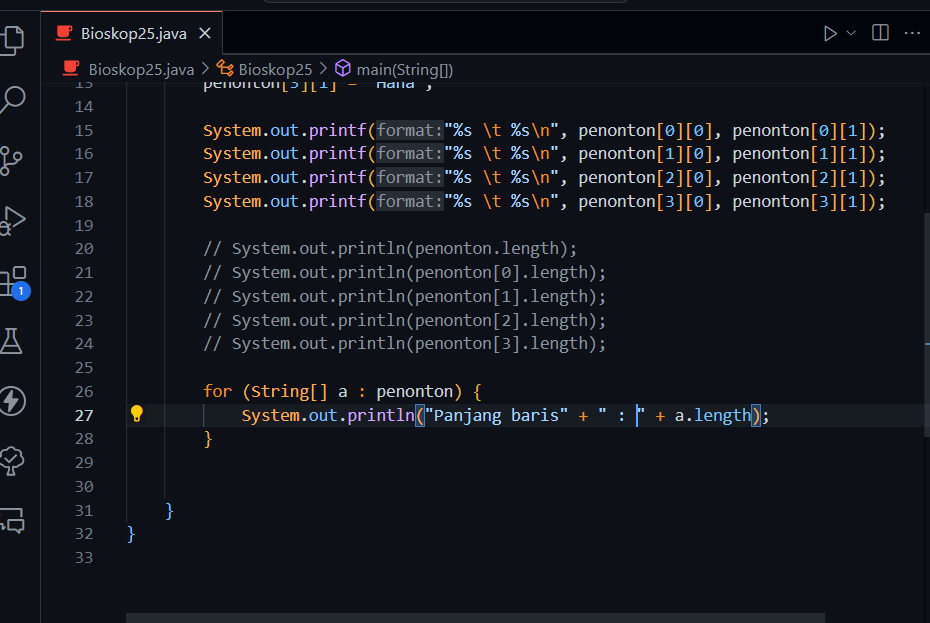 Bioskop25.java
Bioskop25.java > Bioskop25 > main(String[])
13 penonton[3][1] = "Hana";
14
15 System.out.printf(format:"%s \t %s\n", penonton[0][0], penonton[0][1]);
16 System.out.printf(format:"%s \t %s\n", penonton[1][0], penonton[1][1]);
17 System.out.printf(format:"%s \t %s\n", penonton[2][0], penonton[2][1]);
18 System.out.printf(format:"%s \t %s\n", penonton[3][0], penonton[3][1]);
19
20 // System.out.println(penonton.length);
21 // System.out.println(penonton[0].length);
22 // System.out.println(penonton[1].length);
23 // System.out.println(penonton[2].length);
24 // System.out.println(penonton[3].length);
25
26 for (String[] a : penonton) {
27 System.out.println("Panjang baris" + " : " + a.length);
28 }
29
30
31 }
32 }
33
1